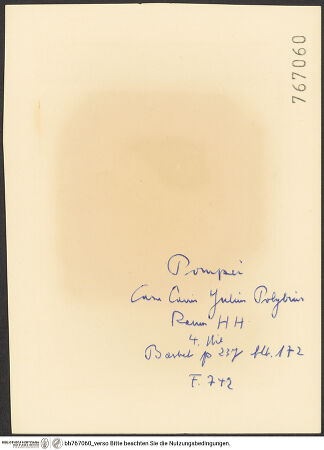 767060
Pompei
Casa Caius Julius Polybius
Raum HH
4. Stil
Barbet p 237 Abb. 172
F. 742
bh767060_verso Bitte beachten Sie die Nutzungsbedingungen.